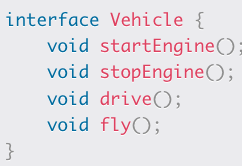 interface Vehicle {
    void startEngine();
    void stopEngine();
    void drive();
    void fly();
}